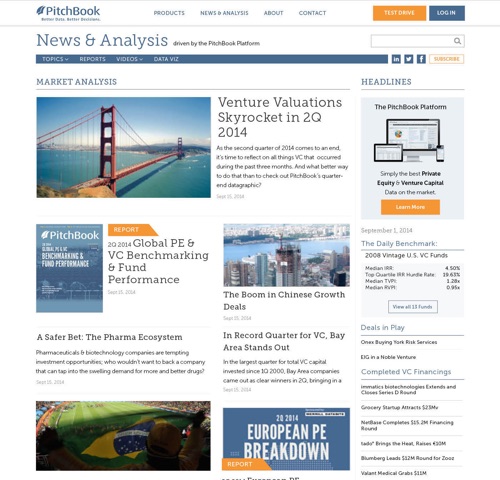 PitchBook
Better Data. Better Decisions.
PRODUCTS
NEWS & ANALYSIS
ABOUT
CONTACT
TEST DRIVE
LOG IN
News & Analysis driven by the PitchBook Platform
TOPICS
REPORTS
VIDEOS
DATA VIZ
in
SUBSCRIBE
MARKET ANALYSIS
Venture Valuations
Skyrocket in 2Q
2014
As the second quarter of 2014 comes to an end,
it's time to reflect on all things VC that occurred
during the past three months. And what better way
to do that than to check out PitchBook's quarter-
end datagraphic?
Sept 15, 2014
PitchBook
2Q 2014
GLOBAL PE & VC
BENCHMARKING
& FUND
PERFORMANCE
REPORT
2Q 2014 Global PE &
VC Benchmarking
& Fund
Performance
Sept 15, 2014
The Boom in Chinese Growth
Deals
Sept 15, 2014
A Safer Bet: The Pharma Ecosystem
Pharmaceuticals & biotechnology companies are tempting
investment opportunities; who wouldn't want to back a company
that can tap into the swelling demand for more and better drugs?
Sept 15, 2014
In Record Quarter for VC, Bay
Area Stands Out
In the largest quarter for total VC capital
invested since 1Q 2000, Bay Area companies
came out as clear winners in 2Q, bringing in a
Sept 15, 2014
PitchBook
2Q 2014
EUROPEAN PE
BREAKDOWN
REPORT
HEADLINES
The PitchBook Platform
Simply the best Private
Equity & Venture Capital
Data on the market.
Learn More
September 1, 2014
The Daily Benchmark:
2008 Vintage U.S. VC Funds
Median IRR: 4.50%
Top Quartile IRR Hurdle Rate: 19.63%
Median TVPI: 1.28x
Median RVPI: 0.95x
View all 13 Funds
Deals in Play
Onex Buying York Risk Services
EIG in a Noble Venture
Completed VC Financings
immatics biotechnologies Extends and
Closes Series D Round
Grocery Startup Attracts $23Mv
NetBase Completes $15.2M Financing
Round
tado° Brings the Heat, Raises €10M
Blumberg Leads $12M Round for Zooz
Valant Medical Grabs $11M